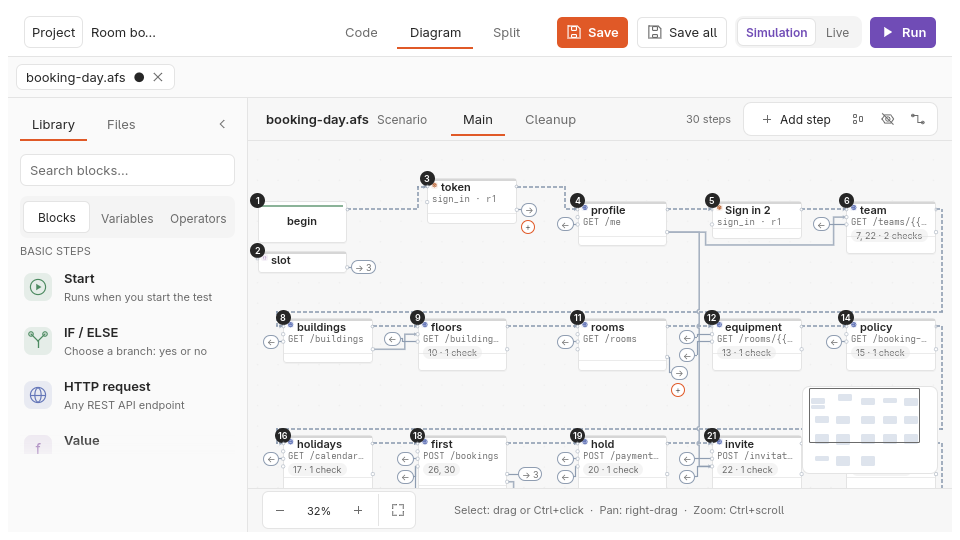 Project
Room bo...
Code
Diagram
Split
Save
Save all
Simulation
Live
Run
booking-day.afs
Library
Files
booking-day.afs
Scenario
Main
Cleanup
30 steps
Add step
Search blocks...
Blocks
Variables
Operators
BASIC STEPS
Start
Runs when you start the test
IF / ELSE
Choose a branch: yes or no
HTTP request
Any REST API endpoint
f
Value
1
begin
2
slot
→ 3
3
token
sign_in · r1
4
profile
GET /me
5
Sign in 2
sign_in · r1
6
team
GET /teams/{{...
7, 22 · 2 checks
8
buildings
GET /buildings
9
floors
GET /building...
10 · 1 check
11
rooms
GET /rooms
12
equipment
GET /rooms/{{...
13 · 1 check
14
policy
GET /booking-...
15 · 1 check
16
holidays
GET /calendar...
17 · 1 check
18
first
POST /bookings
26, 30
→ 3
19
hold
POST /payment...
20 · 1 check
21
invite
POST /invitat...
22 · 1 check
32%
Select: drag or Ctrl+click · Pan: right-drag · Zoom: Ctrl+scroll